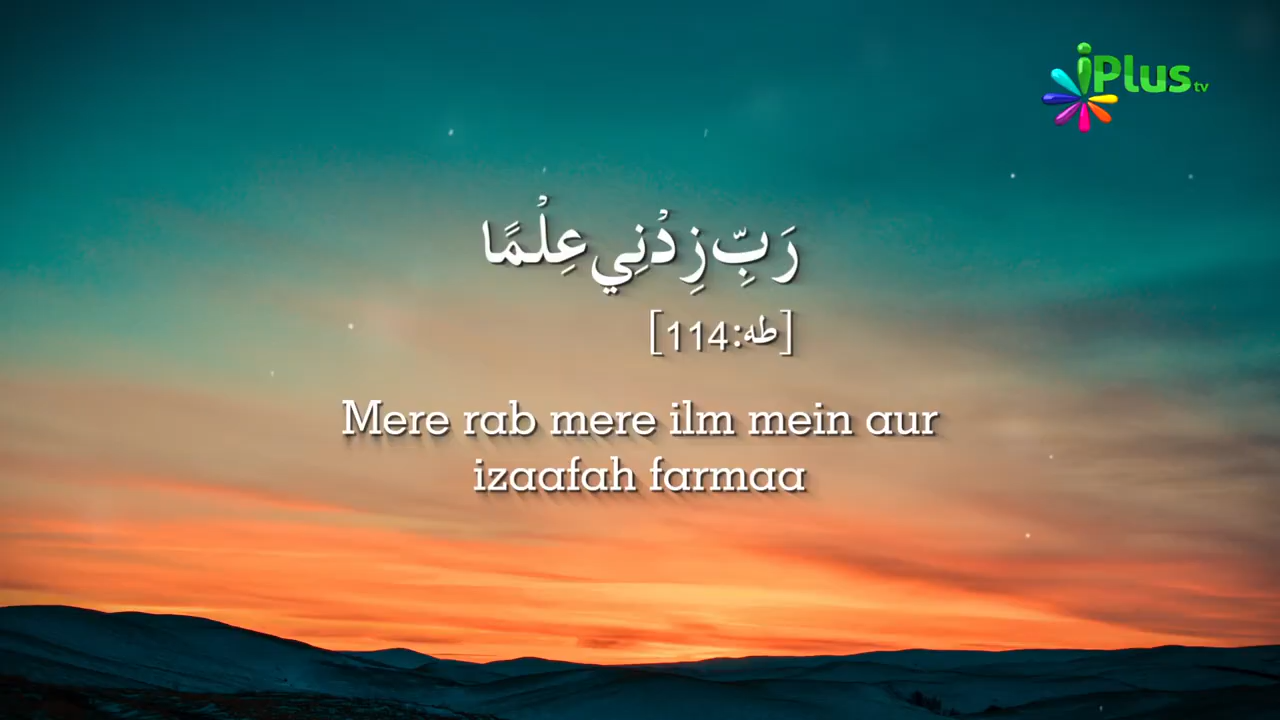 iPlus tv
رَبِّ زِدْنِي عِلْمًا
[طه:114]
Mere rab mere ilm mein aur
izaafah farmaa